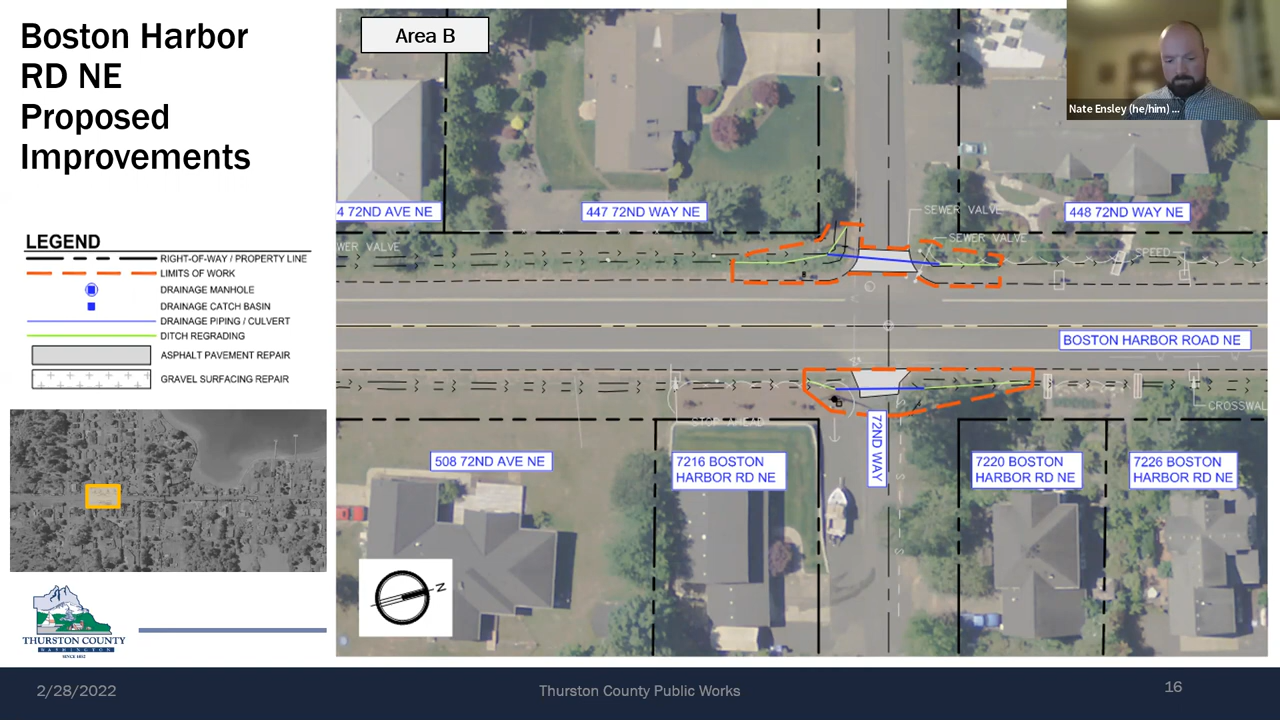 Boston Harbor
RD NE
Proposed
Improvements
Area B
Nate Ensley (he/him) ...
4 72ND AVE NE
447 72ND WAY NE
SEWER VALVE
448 72ND WAY NE
WER VALVE
SEWER VALVE
SPEED
LEGEND
RIGHT-OF-WAY / PROPERTY LINE
LIMITS OF WORK
DRAINAGE MANHOLE
DRAINAGE CATCH BASIN
DRAINAGE PIPING / CULVERT
DITCH REGRADING
ASPHALT PAVEMENT REPAIR
GRAVEL SURFACING REPAIR
BOSTON HARBOR ROAD NE
CROSSWAL
STOP AHEAD
72ND WAY
508 72ND AVE NE
7216 BOSTON
HARBOR RD NE
7220 BOSTON
HARBOR RD NE
7226 BOSTON
HARBOR RD NE
S
S
N
THURSTON COUNTY
WASHINGTON
SINCE 1852
2/28/2022
Thurston County Public Works
16